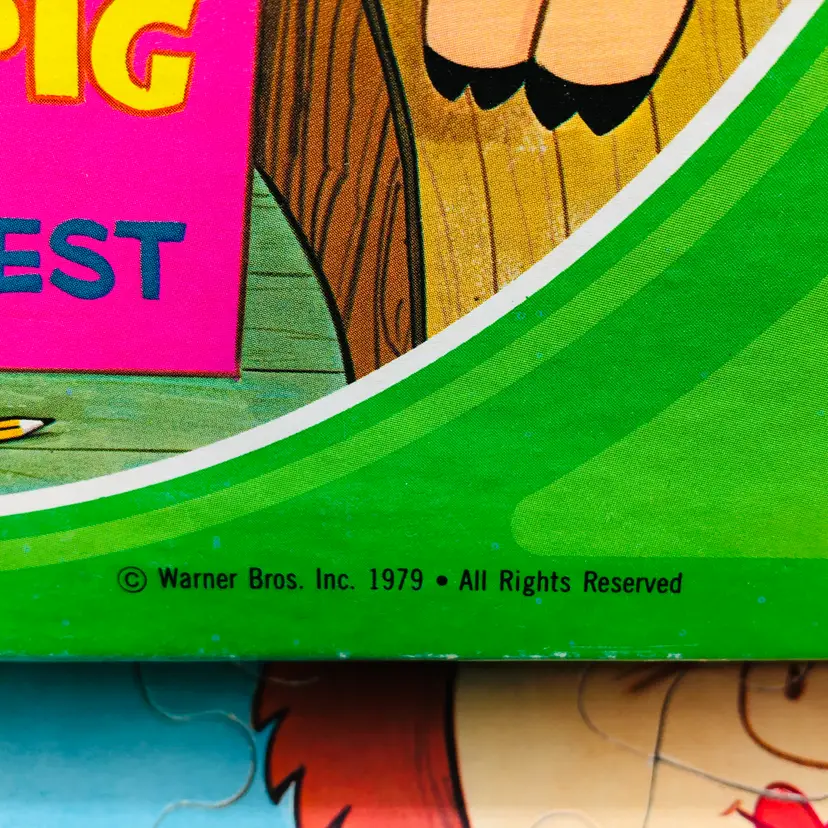 PIG
EST
© Warner Bros. Inc. 1979 • All Rights Reserved